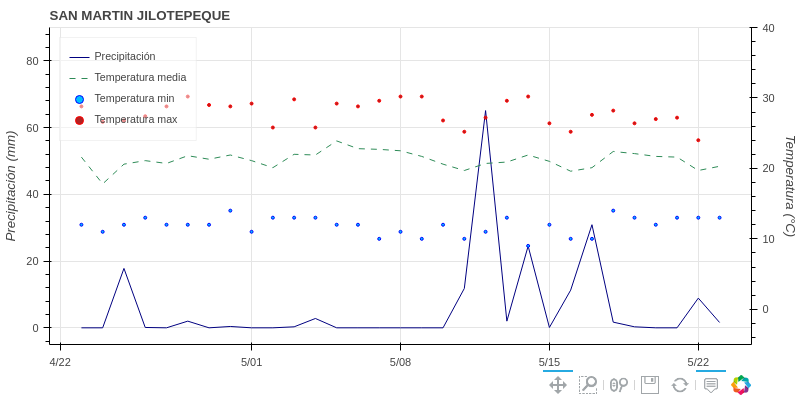 SAN MARTIN JILOTEPEQUE
Precipitación
Temperatura media
Temperatura min
Temperatura max
Precipitación (mm)
80
60
40
20
0
Temperatura (°C)
40
30
20
10
0
4/22
5/01
5/08
5/15
5/22